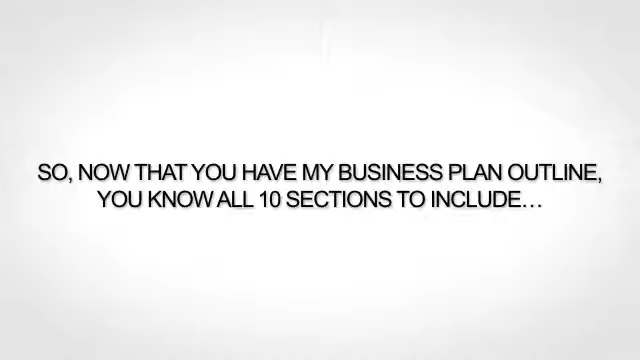 SO, NOW THAT YOU HAVE MY BUSINESS PLAN OUTLINE,
YOU KNOW ALL 10 SECTIONS TO INCLUDE…